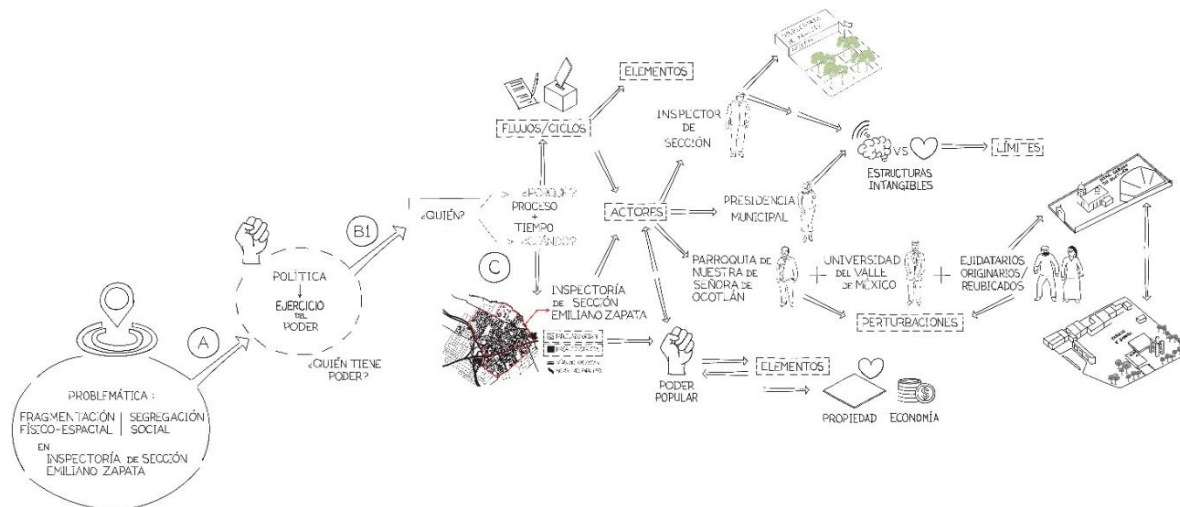 PROBLEMÁTICA :
FRAGMENTACIÓN
FÍSICO-ESPACIAL
SEGREGACIÓN
SOCIAL
EN
INSPECTORÍA DE SECCIÓN
EMILIANO ZAPATA
A
POLÍTICA
EJERCICIO
DEL
PODER
¿QUIÉN TIENE
PODER?
B1
¿QUIÉN?
¿PORQUÉ?
PROCESO
+
TIEMPO
¿CUÁNDO?
FLUJOS/CICLOS
ELEMENTOS
C
ACTORES
INSPECTORÍA
DE SECCIÓN
EMILIANO ZAPATA
INSPECTOR
DE
SECCIÓN
PRESIDENCIA
MUNICIPAL
PARROQUIA DE
NUESTRA DE
SEÑORA DE
OCOTLÁN
+
UNIVERSIDAD
DEL VALLE
DE MÉXICO
+
EJIDATARIOS
ORIGINARIOS/
REUBICADOS
VS
ESTRUCTURAS
INTANGIBLES
LÍMITES
PERTURBACIONES
PODER
POPULAR
ELEMENTOS
PROPIEDAD
ECONOMÍA
$